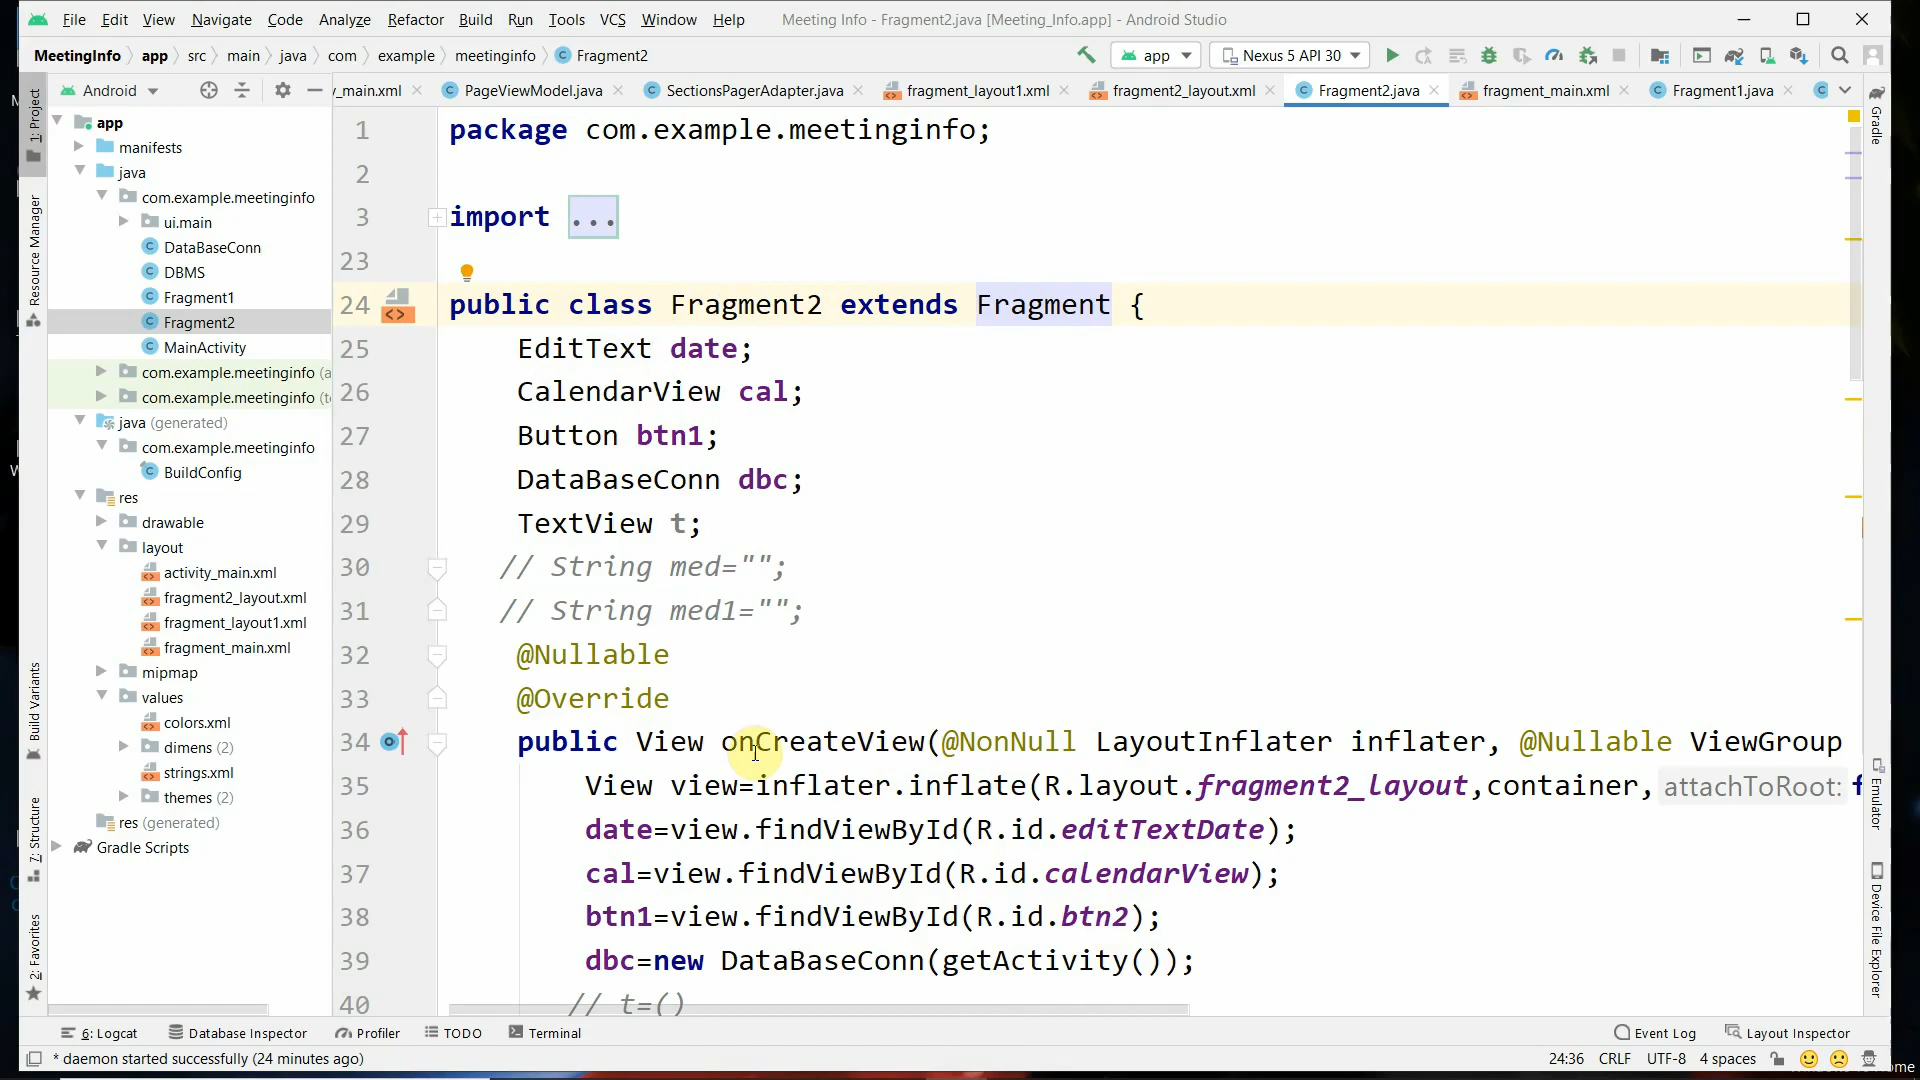 File Edit View Navigate Code Analyze Refactor Build Run Tools VCS Window Help Meeting Info - Fragment2.java [Meeting_Info.app] - Android Studio
MeetingInfo app src main java com example meetinginfo Fragment2 app Nexus 5 API 30
Android
y_main.xml PageViewModel.java SectionsPagerAdapter.java fragment_layout1.xml fragment2_layout.xml Fragment2.java fragment_main.xml Fragment1.java
1: Project
Resource Manager
Build Variants
7: Structure
2: Favorites
app
manifests
java
com.example.meetinginfo
ui.main
DataBaseConn
DBMS
Fragment1
Fragment2
MainActivity
com.example.meetinginfo (a
com.example.meetinginfo (t
java (generated)
com.example.meetinginfo
BuildConfig
res
drawable
layout
activity_main.xml
fragment2_layout.xml
fragment_layout1.xml
fragment_main.xml
mipmap
values
colors.xml
dimens (2)
strings.xml
themes (2)
res (generated)
Gradle Scripts
1 package com.example.meetinginfo;
2
3 import ...
23
24 public class Fragment2 extends Fragment {
25 EditText date;
26 CalendarView cal;
27 Button btn1;
28 DataBaseConn dbc;
29 TextView t;
30 // String med="";
31 // String med1="";
32 @Nullable
33 @Override
34 public View onCreateView(@NonNull LayoutInflater inflater, @Nullable ViewGroup
35 View view=inflater.inflate(R.layout.fragment2_layout,container, attachToRoot: f
36 date=view.findViewById(R.id.editTextDate);
37 cal=view.findViewById(R.id.calendarView);
38 btn1=view.findViewById(R.id.btn2);
39 dbc=new DataBaseConn(getActivity());
40 // t=()
Gradle
Emulator
Device File Explorer
6: Logcat Database Inspector Profiler TODO Terminal Event Log Layout Inspector
* daemon started successfully (24 minutes ago) 24:36 CRLF UTF-8 4 spaces